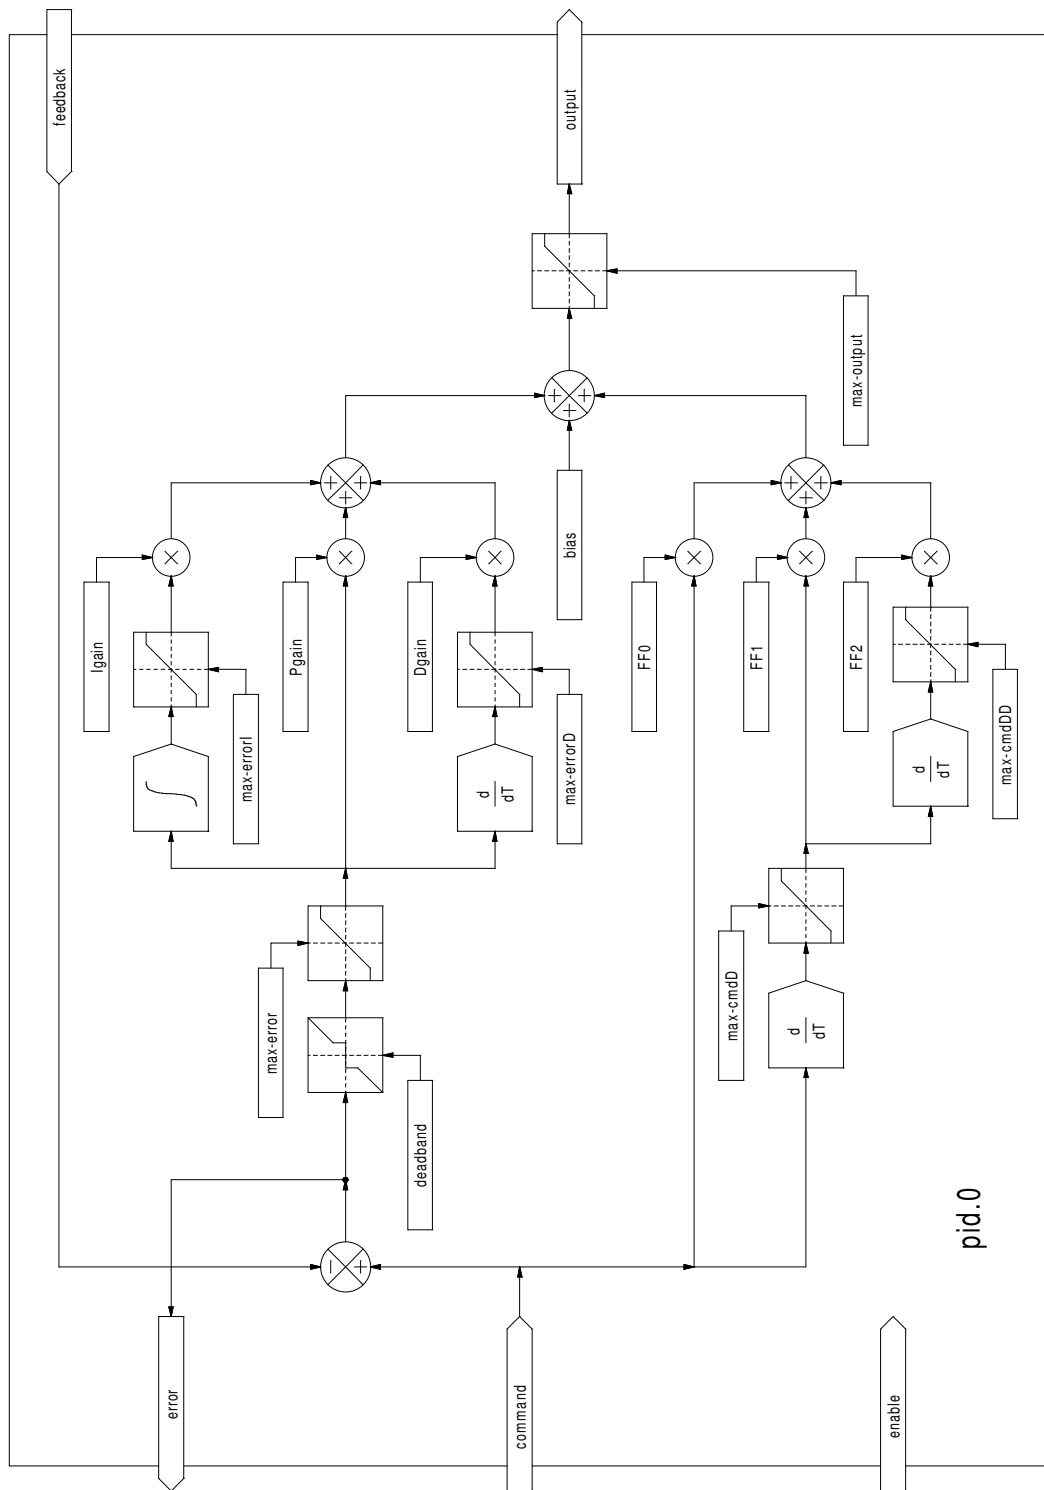 feedback
Igain
error
max-errorI
max-error
Pgain
deadband
Dgain
d
dT
command
max-errorD
bias
output
FF0
max-cmdD
FF1
d
dT
FF2
max-output
enable
d
dT
pid.0
max-cmdDD